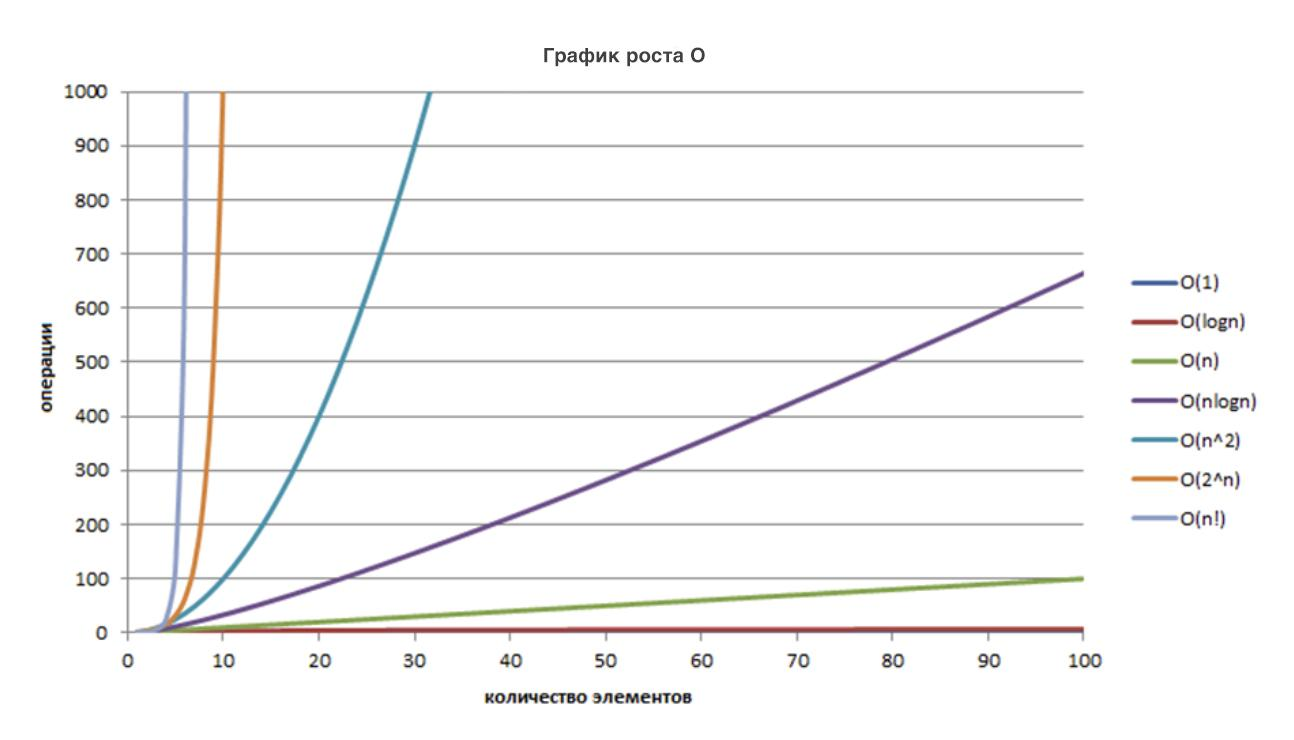 График роста О
1000
900
800
700
600
500
400
300
200
100
0
операции
0 10 20 30 40 50 60 70 80 90 100
количество элементов
O(1)
O(logn)
O(n)
O(nlogn)
O(n^2)
O(2^n)
O(n!)